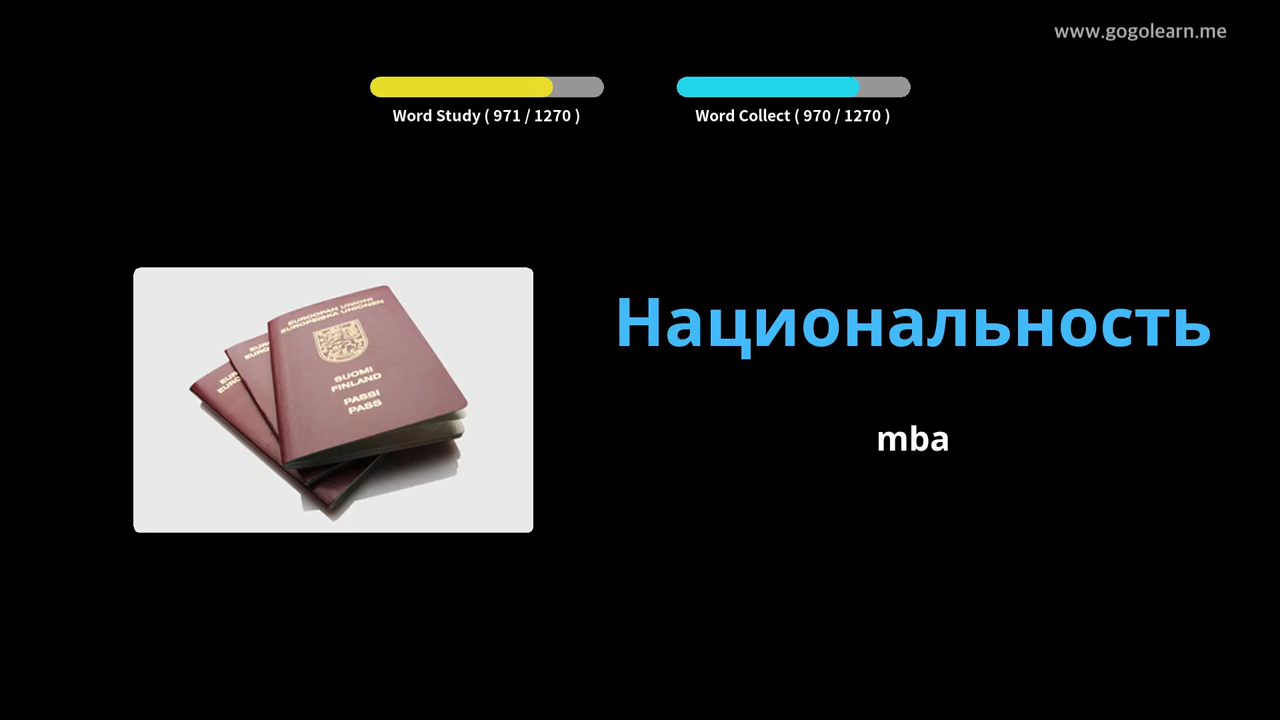 www.gogolearn.me
Word Study ( 971 / 1270 )
Word Collect ( 970 / 1270 )
Национальность
mba
EUROOPAN UNIONI
EUROPEISKA UNIONEN
SUOMI
FINLAND
PASSI
PASS